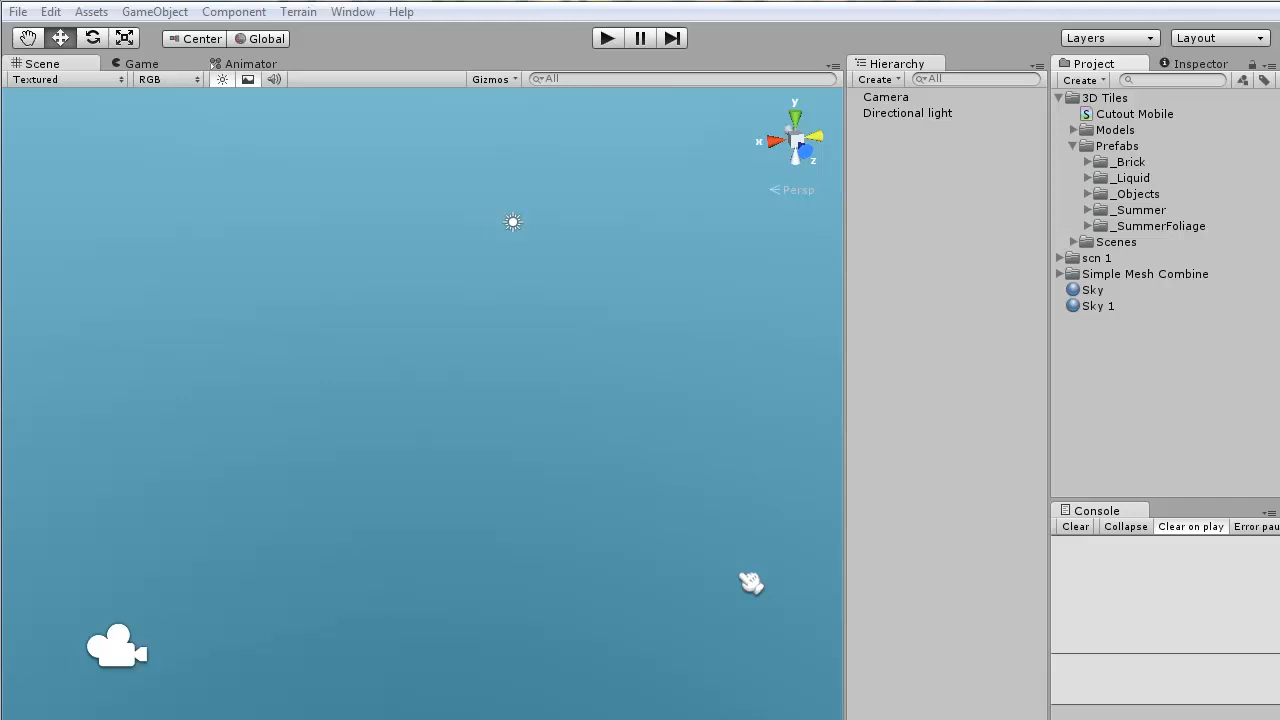 File Edit Assets GameObject Component Terrain Window Help
Center Global Layers Layout
Scene Game Animator Hierarchy Project Inspector
Textured RGB Gizmos All Create All Create
Camera
Directional light
y
x
z
Persp
3D Tiles
Cutout Mobile
Models
Prefabs
_Brick
_Liquid
_Objects
_Summer
_SummerFoliage
Scenes
scn 1
Simple Mesh Combine
Sky
Sky 1
Console
Clear Collapse Clear on play Error pau